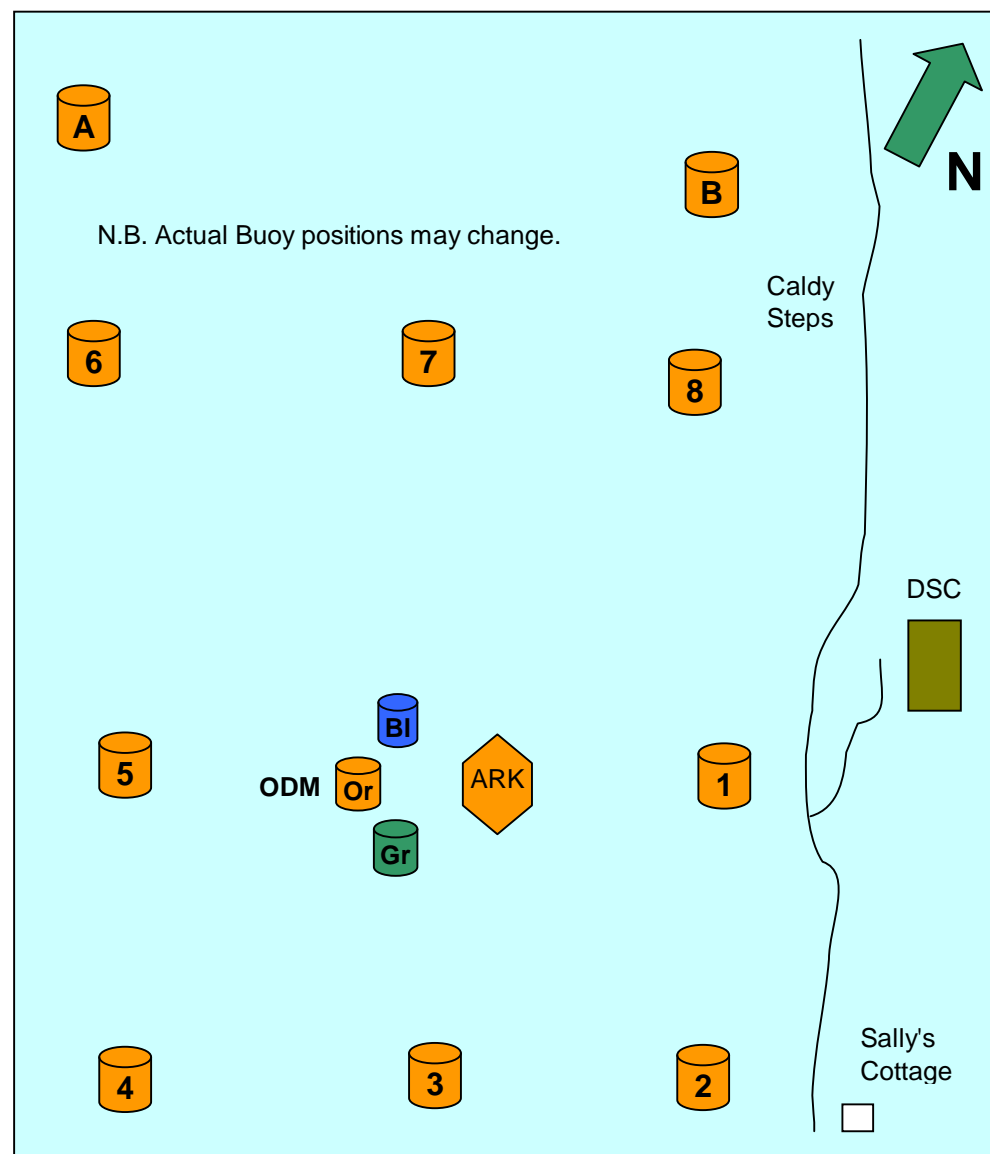 A
N
B
N.B. Actual Buoy positions may change.
Caldy
Steps
6
7
8
DSC
Bl
5
ODM
Or
ARK
1
Gr
Sally's
Cottage
4
3
2